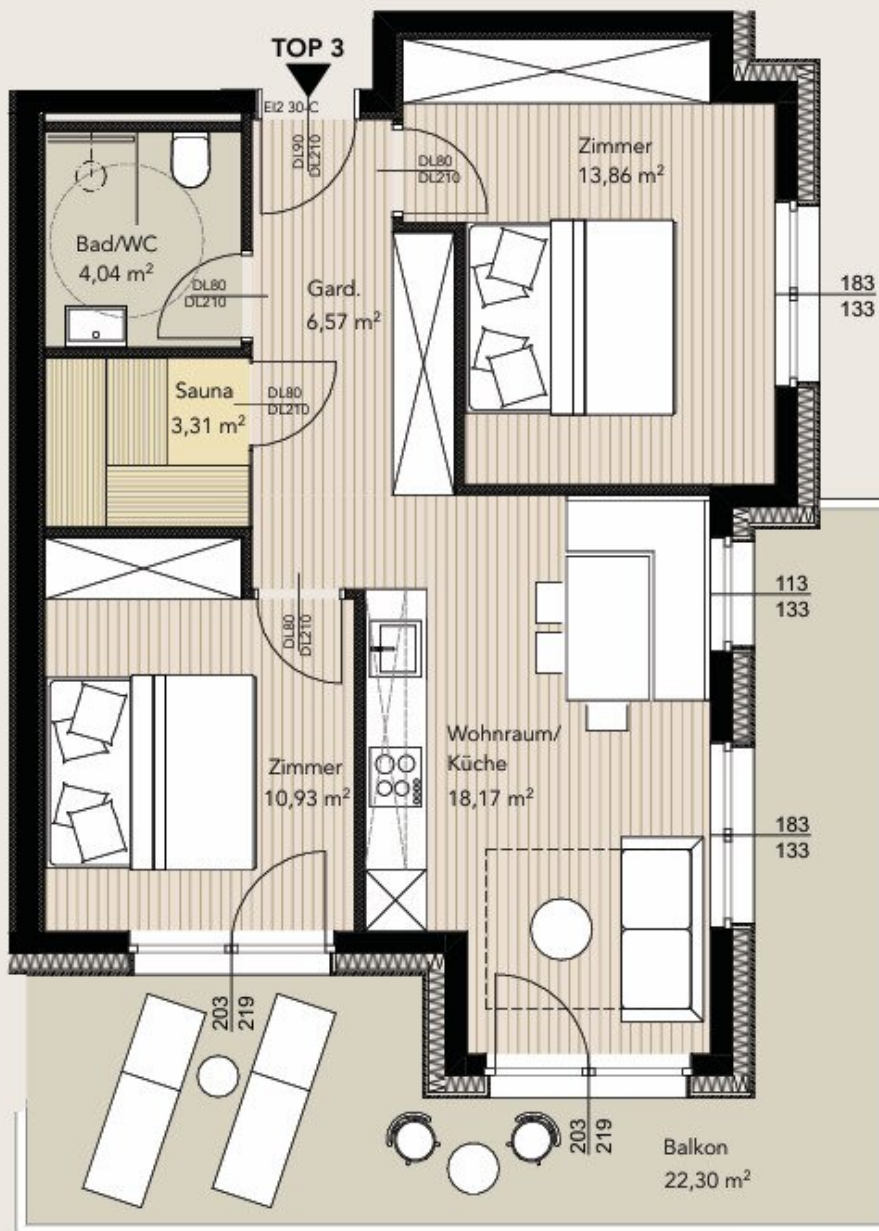 TOP 3
EI2 30-C
DL90
DL210
DL80
DL210
Zimmer
13,86 m²
Bad/WC
4,04 m²
DL80
DL210
Gard.
6,57 m²
183
133
Sauna
3,31 m²
DL80
DL210
113
133
DL80
DL210
Wohnraum/
Küche
18,17 m²
Zimmer
10,93 m²
183
133
203
219
203
219
Balkon
22,30 m²